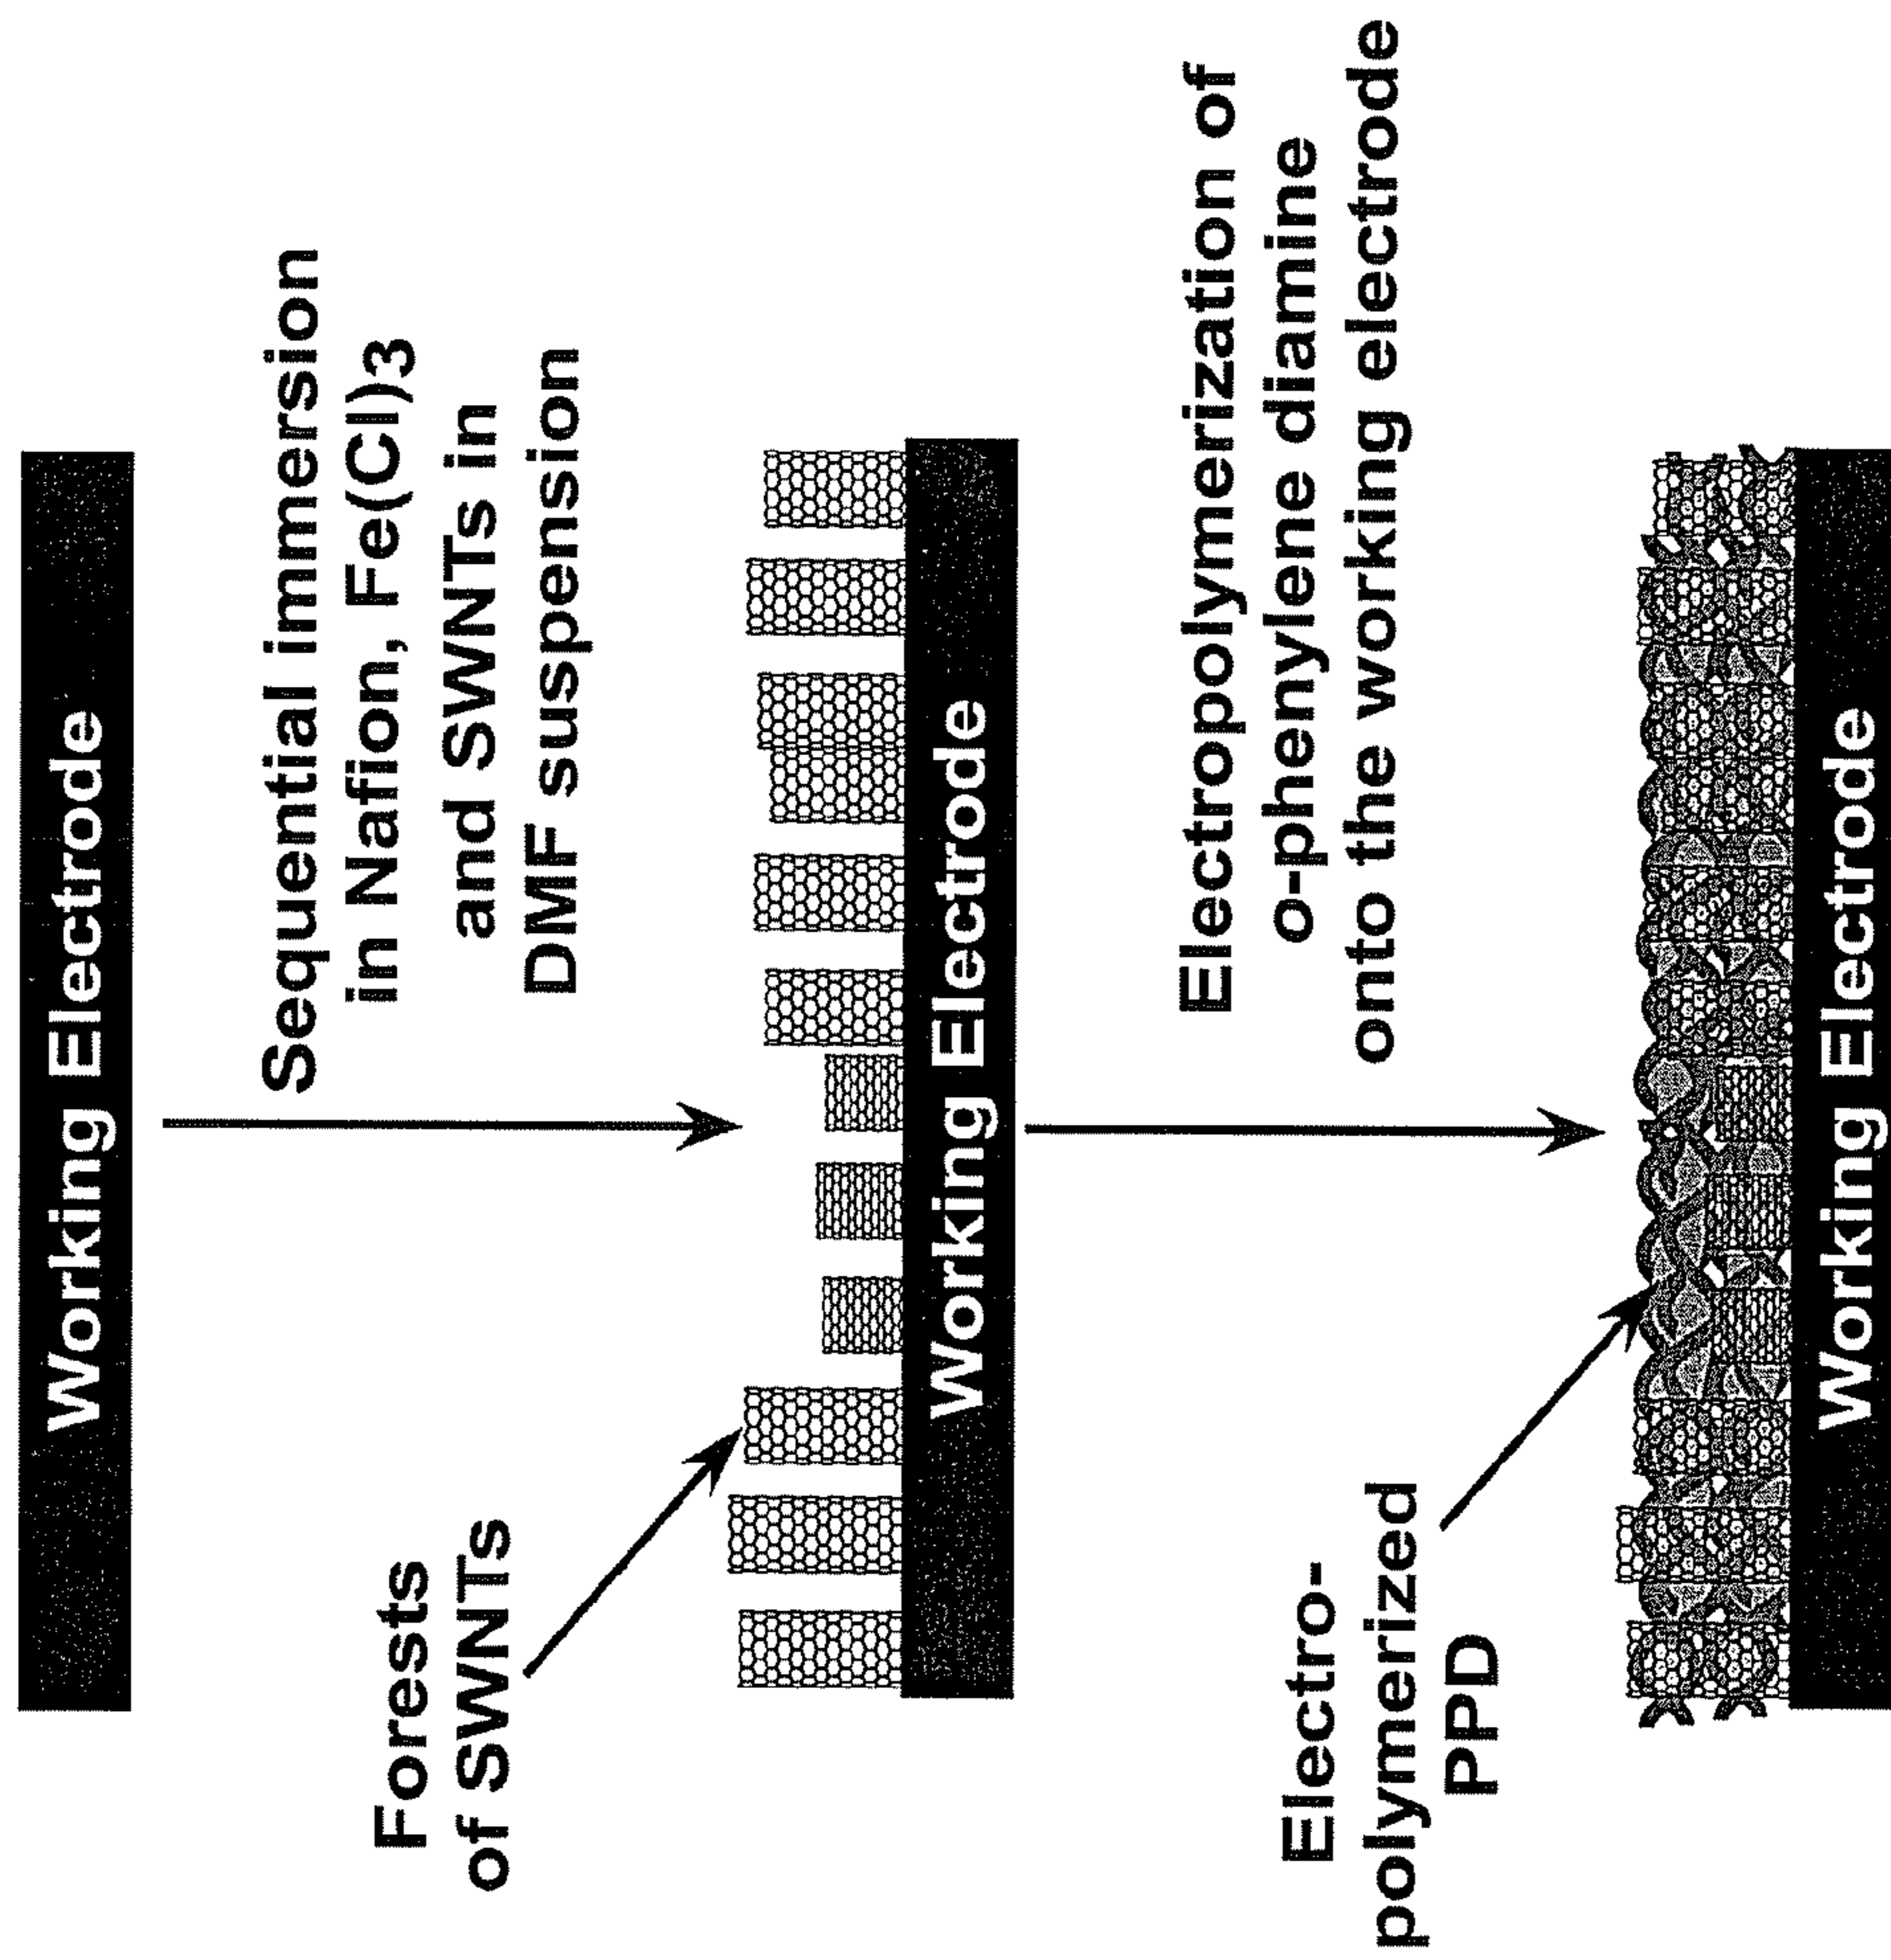 Working Electrode
Sequential immersion
in Nafion, Fe(Cl)3
and SWNTs in
DMF suspension
Forests
of SWNTs
Working Electrode
Electropolymerization of
o-phenylene diamine
onto the working electrode
Electro-
polymerized
PPD
Working Electrode